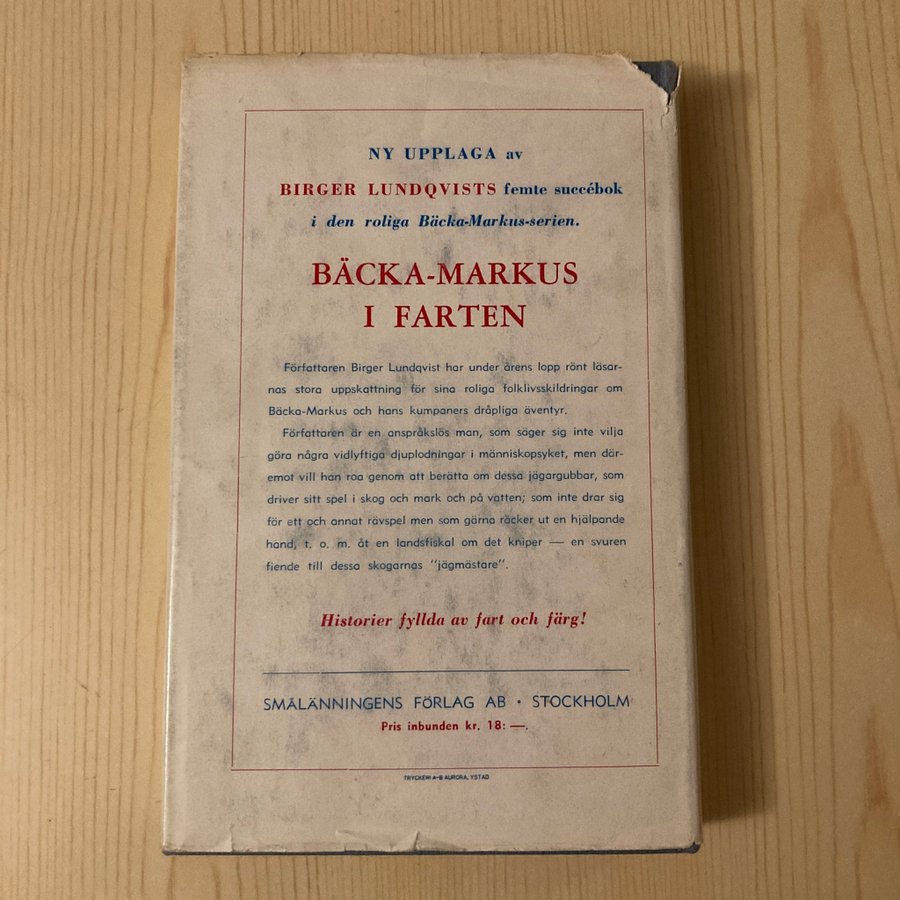 NY UPPLAGA av
BIRGER LUNDQVISTS femte succébok
i den roliga Bäcka-Markus-serien.
BÄCKA-MARKUS
I FARTEN
Författaren Birger Lundqvist har under årens lopp rönt läsar-
nas stora uppskattning för sina roliga folklivsskildringar om
Bäcka-Markus och hans kumpaners dråpliga äventyr.
Författaren är en anspråkslös man, som säger sig inte vilja
göra några vidlyftiga djuplodningar i människopsyket, men där-
emot vill han roa genom att berätta om dessa jägargubbar, som
driver sitt spel i skog och mark och på vatten; som inte drar sig
för ett och annat rävspel men som gärna räcker ut en hjälpande
hand, t. o. m. åt en landsfiskal om det kniper — en svuren
fiende till dessa skogarnas "jägmästare".
Historier fyllda av fart och färg!
SMÅLÄNNINGENS FÖRLAG AB • STOCKHOLM
Pris inbunden kr. 18: —.
TRYCKERI A-B AURORA, YSTAD